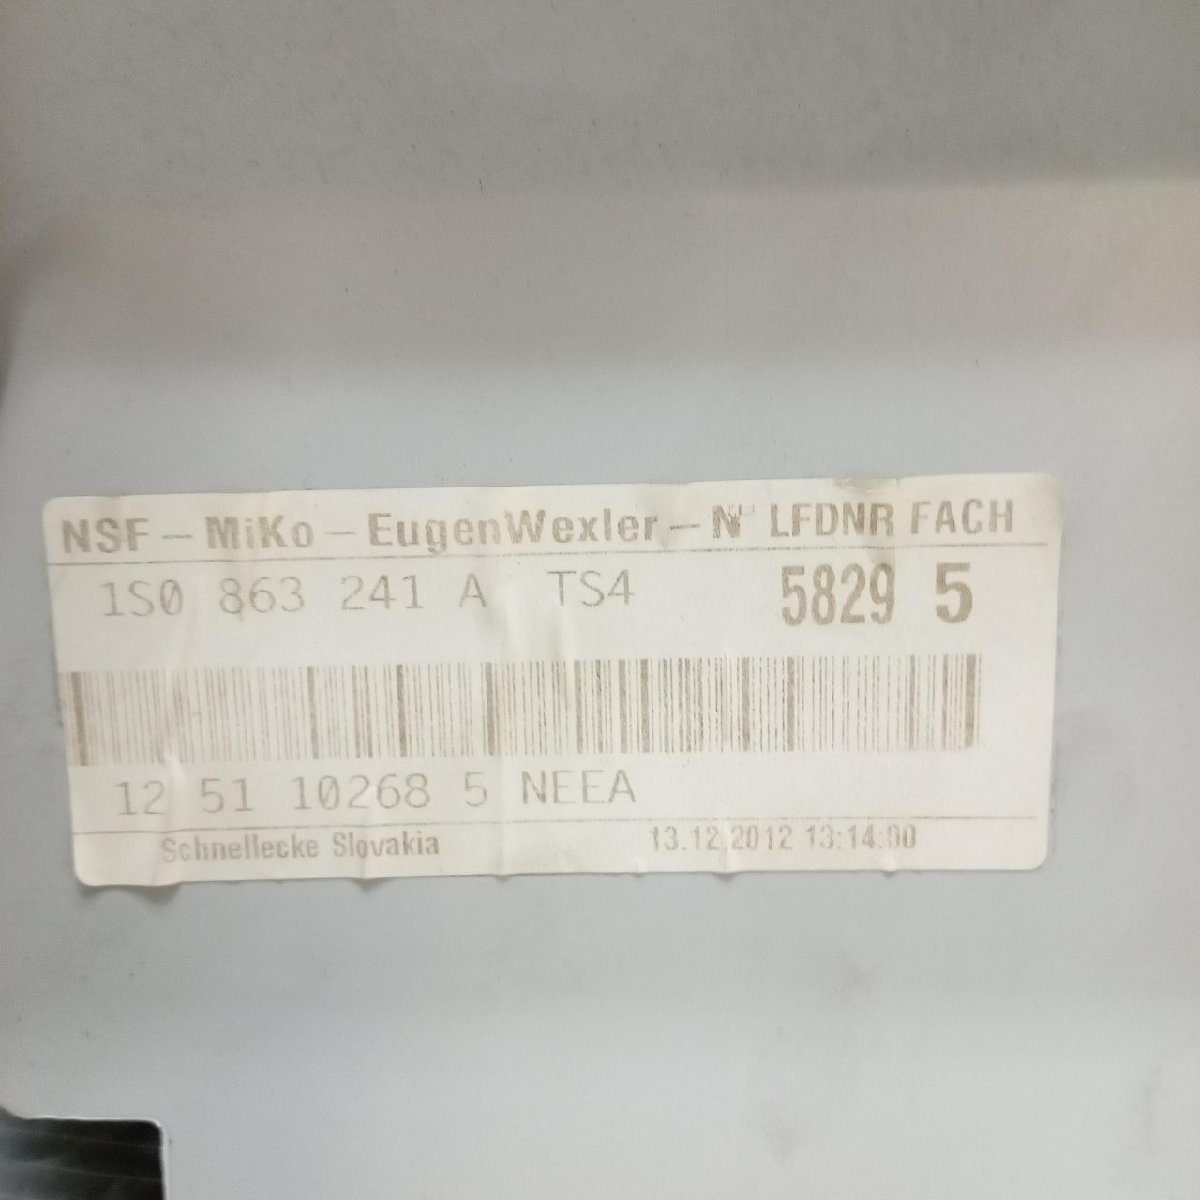 NSF - MiKo - EugenWexler - N LFDNR FACH
1S0 863 241 A TS4 5829 5
12 51 10268 5 NEEA
Schnellecke Slovakia 13.12.2012 13:14:00